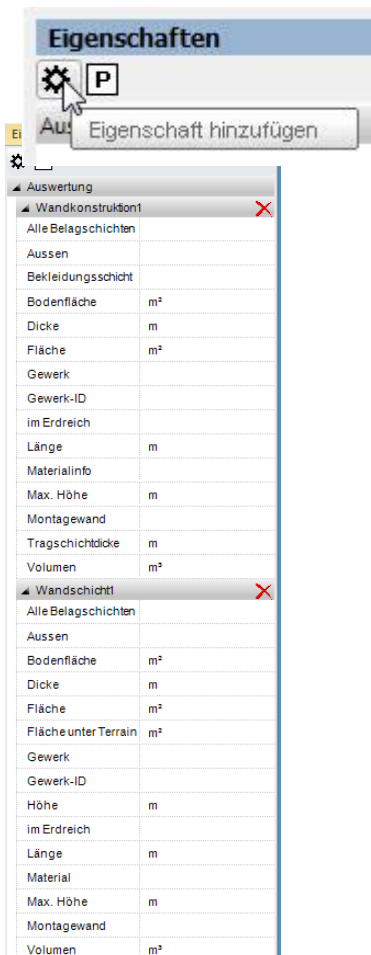 Eigenschaften
P
Aus
Eigenschaft hinzufügen
Ei
Auswertung
Wandkonstruktion1
Alle Belagschichten
Aussen
Bekleidungsschicht
Bodenfläche m²
Dicke m
Fläche m²
Gewerk
Gewerk-ID
im Erdreich
Länge m
Materialinfo
Max. Höhe m
Montagewand
Tragschichtdicke m
Volumen m³
Wandschicht1
Alle Belagschichten
Aussen
Bodenfläche m²
Dicke m
Fläche m²
Fläche unter Terrain m²
Gewerk
Gewerk-ID
Höhe m
im Erdreich
Länge m
Material
Max. Höhe m
Montagewand
Volumen m³